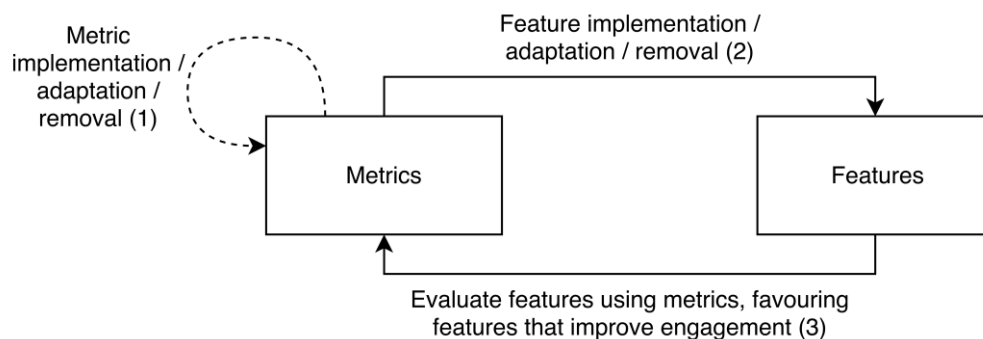 Metric
implementation /
adaptation /
removal (1)
Feature implementation /
adaptation / removal (2)
Metrics
Features
Evaluate features using metrics, favouring
features that improve engagement (3)